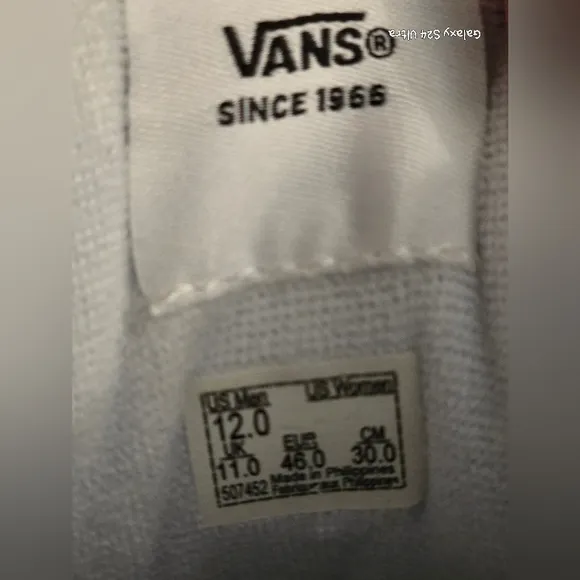 Galaxy S24 Ultra
VANS®
SINCE 1966
US Men US Women
12.0
UK EUR CM
11.0 46.0 30.0
507452 Made in Philippines
Philippines